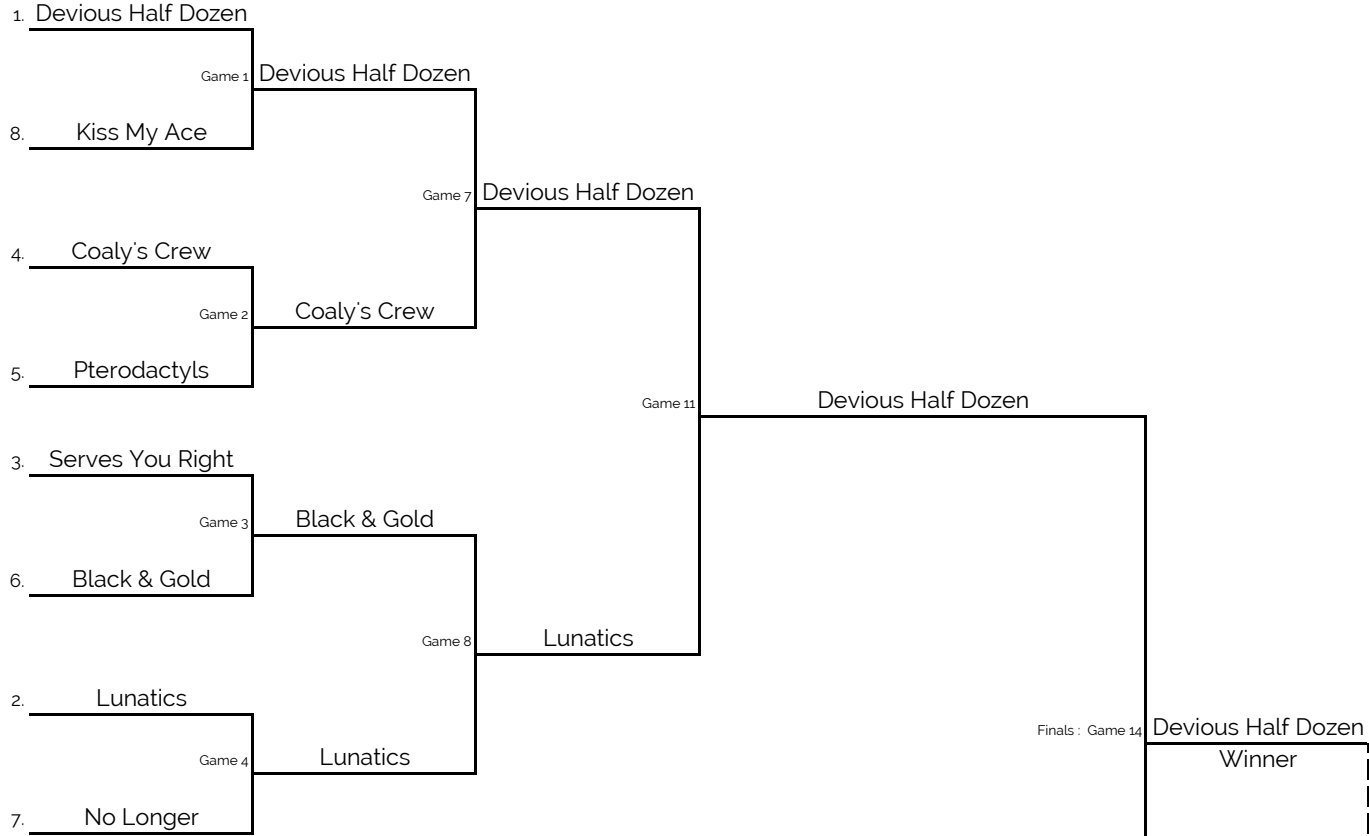 1. Devious Half Dozen
Game 1 Devious Half Dozen
8. Kiss My Ace
Game 7 Devious Half Dozen
4. Coaly's Crew
Game 2 Coaly's Crew
5. Pterodactyls
Game 11 Devious Half Dozen
3. Serves You Right
Game 3 Black & Gold
6. Black & Gold
Game 8 Lunatics
2. Lunatics
Finals : Game 14 Devious Half Dozen
Winner
Game 4 Lunatics
7. No Longer